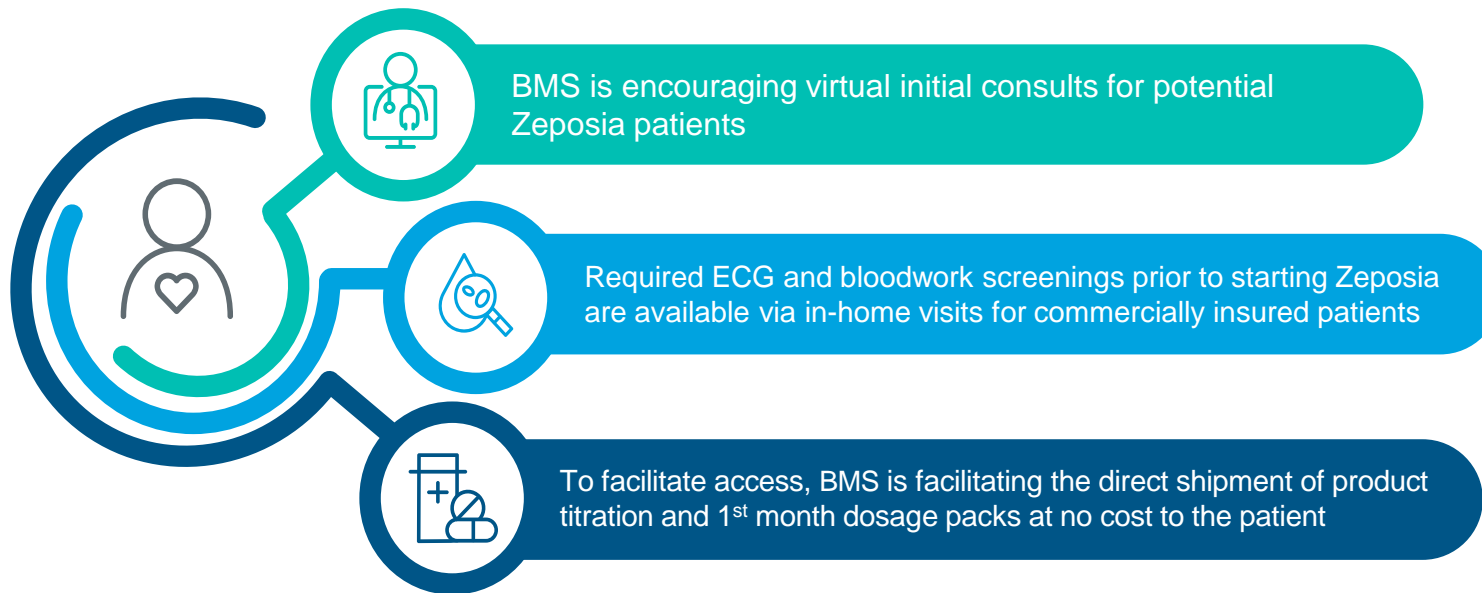 BMS is encouraging virtual initial consults for potential
Zeposia patients
Required ECG and bloodwork screenings prior to starting Zeposia
are available via in-home visits for commercially insured patients
To facilitate access, BMS is facilitating the direct shipment of product
titration and 1st month dosage packs at no cost to the patient